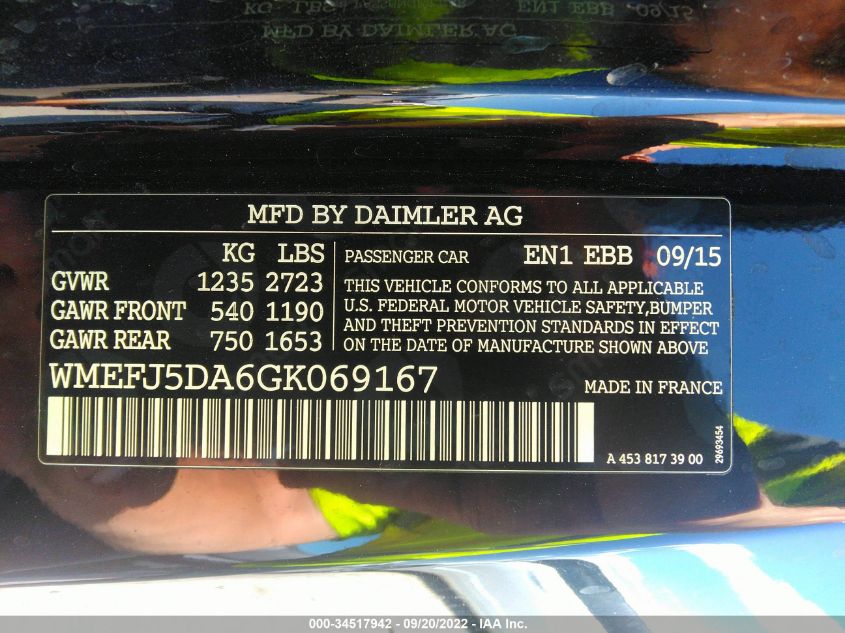 MFD BY DAIMLER AG
KG LBS
GVWR 1235 2723
GAWR FRONT 540 1190
GAWR REAR 750 1653
PASSENGER CAR EN1 EBB 09/15
THIS VEHICLE CONFORMS TO ALL APPLICABLE
U.S. FEDERAL MOTOR VEHICLE SAFETY,BUMPER
AND THEFT PREVENTION STANDARDS IN EFFECT
ON THE DATE OF MANUFACTURE SHOWN ABOVE
WMEFJ5DA6GK069167
MADE IN FRANCE
A 453 817 39 00
29693454
000-34517942 - 09/20/2022 - IAA Inc.